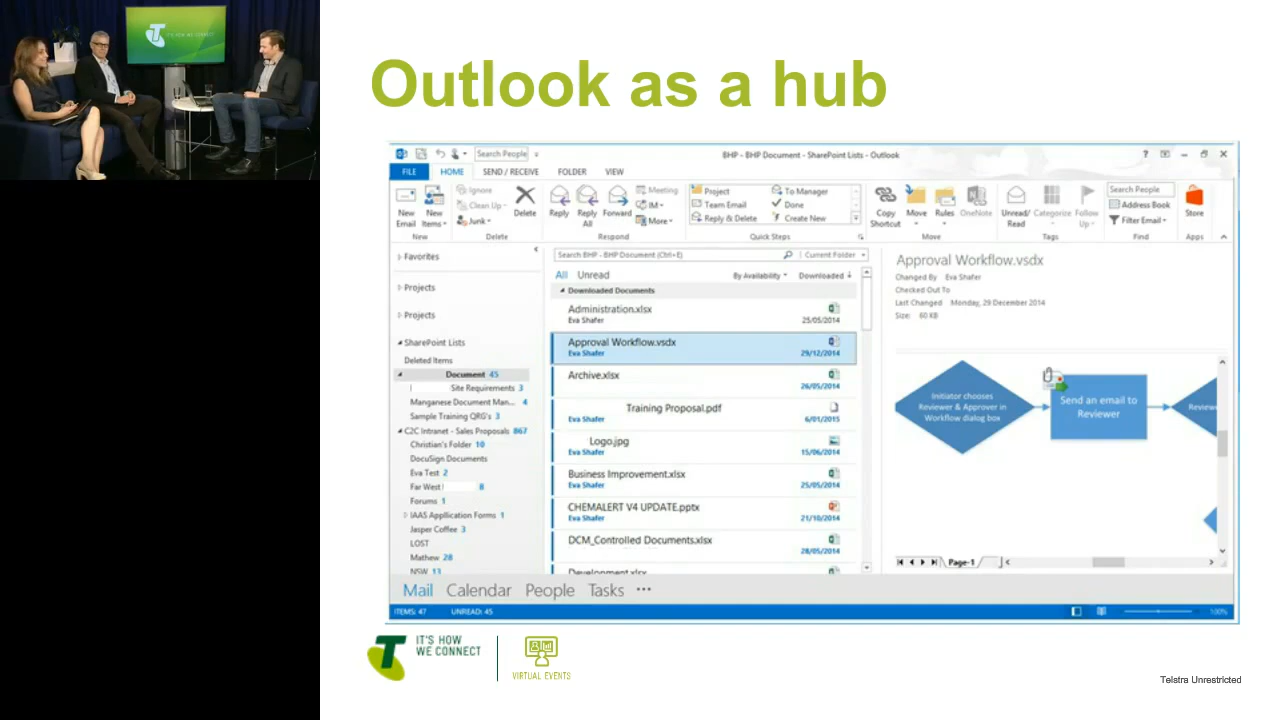 IT'S HOW WE CONNECT
Outlook as a hub
Search People
BHP - BHP Document - SharePoint Lists - Outlook
FILE HOME SEND / RECEIVE FOLDER VIEW
New Email
New Items
Ignore
Clean Up
Junk
Delete
Reply
Reply All
Forward
Meeting
IM
More
Project
Team Email
Reply & Delete
To Manager
Done
Create New
Copy Shortcut
Move
Rules
OneNote
Unread/ Read
Categorize
Follow Up
Search People
Address Book
Filter Email
Store
New Delete Respond Quick Steps Move Tags Find Apps
Favorites
Projects
Projects
SharePoint Lists
Deleted Items
Document 45
Site Requirements 3
Manganese Document Man... 4
Sample Training QRG's 3
C2C Intranet - Sales Proposals 867
Christian's Folder 10
DocuSign Documents
Eva Test 2
Far West 8
Forums 1
IAAS Appllication Forms 1
Jasper Coffee 3
LOST
Mathew 28
NSW 13
Search BHP - BHP Document (Ctrl+E) Current Folder
All Unread By Availability Downloaded
Downloaded Documents
Administration.xlsx
Eva Shafer 25/05/2014
Approval Workflow.vsdx
Eva Shafer 29/12/2014
Archive.xlsx
Eva Shafer 26/05/2014
Training Proposal.pdf
Eva Shafer 6/01/2015
Logo.jpg
Eva Shafer 15/06/2014
Business Improvement.xlsx
Eva Shafer 25/05/2014
CHEMALERT V4 UPDATE.pptx
Eva Shafer 21/10/2014
DCM_Controlled Documents.xlsx
Eva Shafer 28/05/2014
Development.xlsx
Approval Workflow.vsdx
Changed By Eva Shafer
Checked Out To
Last Changed Monday, 29 December 2014
Size: 60 KB
Initiator chooses
Reviewer & Approver in
Workflow dialog box
Send an email to
Reviewer
Page-1
Mail Calendar People Tasks ...
ITEMS: 47 UNREAD: 45 100%
IT'S HOW
WE CONNECT
VIRTUAL EVENTS
Telstra Unrestricted